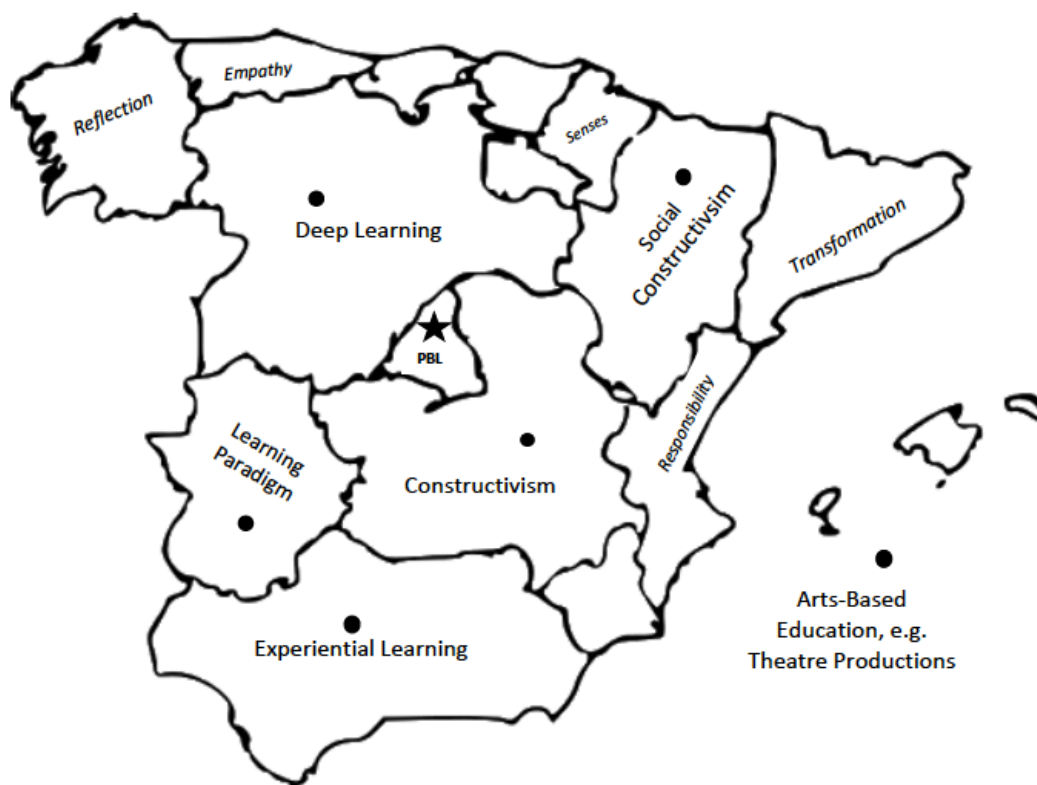 Empathy
Reflection
Senses
Deep Learning
Social
Constructivsim
Transformation
PBL
Responsibility
Learning
Paradigm
Constructivism
Arts-Based
Education, e.g.
Theatre Productions
Experiential Learning